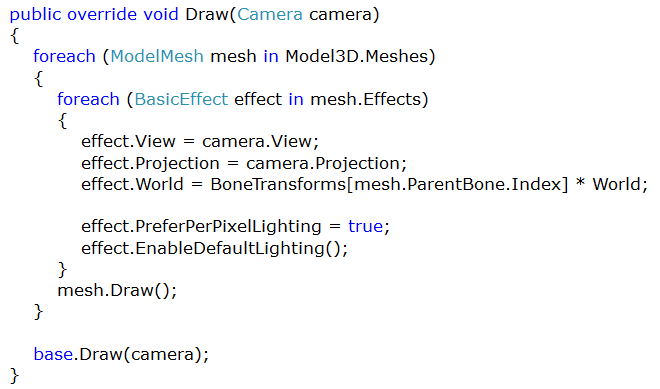 public override void Draw(Camera camera)
{
foreach (ModelMesh mesh in Model3D.Meshes)
{
foreach (BasicEffect effect in mesh.Effects)
{
effect.View = camera.View;
effect.Projection = camera.Projection;
effect.World = BoneTransforms[mesh.ParentBone.Index] * World;
effect.PreferPerPixelLighting = true;
effect.EnableDefaultLighting();
}
mesh.Draw();
}
base.Draw(camera);
}